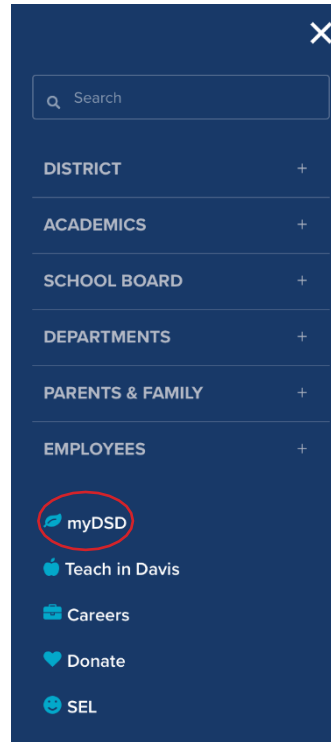 Search
DISTRICT +
ACADEMICS +
SCHOOL BOARD +
DEPARTMENTS +
PARENTS & FAMILY +
EMPLOYEES +
myDSD
Teach in Davis
Careers
Donate
SEL